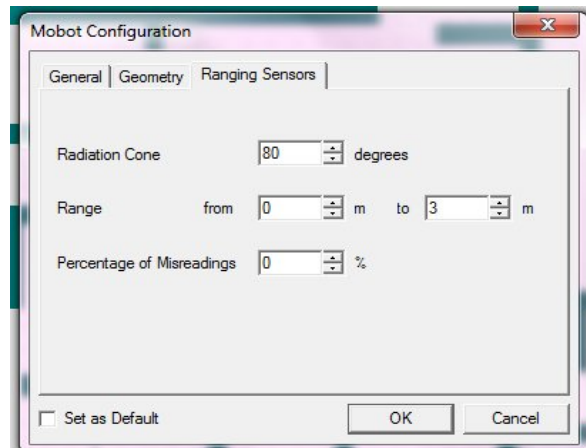 Mobot Configuration
General Geometry Ranging Sensors
Radiation Cone 80 degrees
Range from 0 m to 3 m
Percentage of Misreadings 0 %
Set as Default OK Cancel